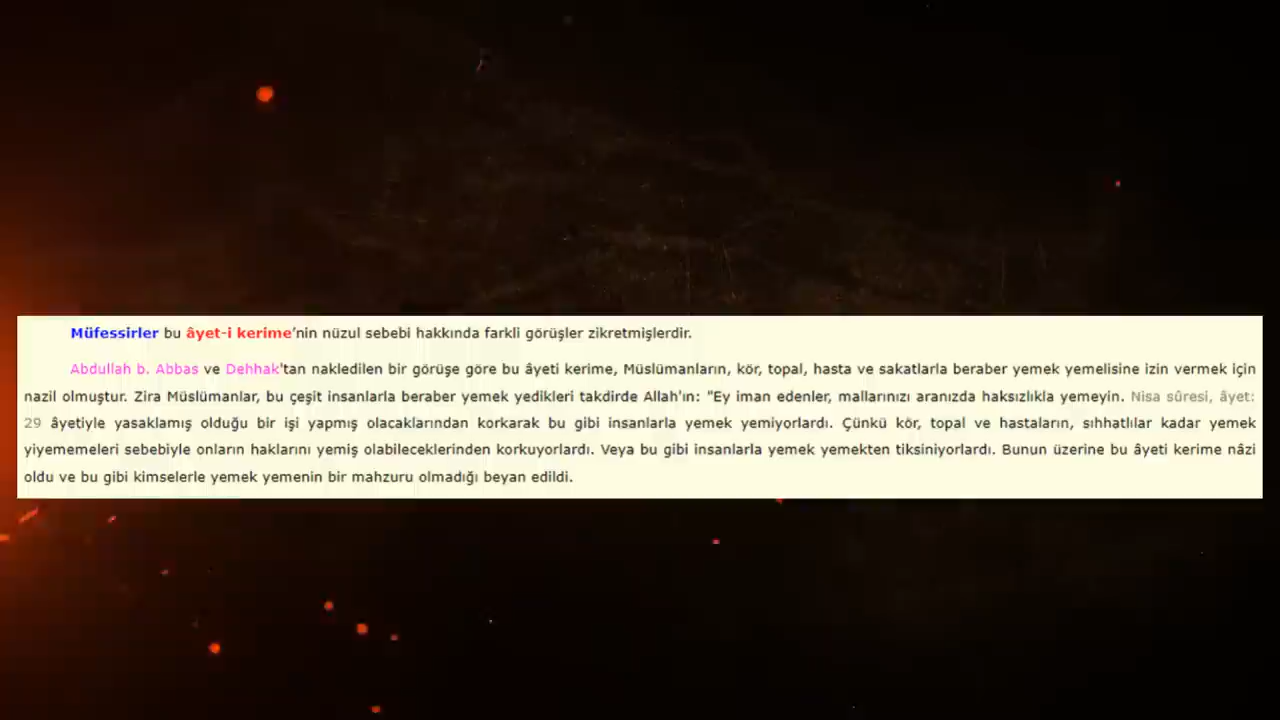 Müfessirler bu âyet-i kerime'nin nüzul sebebi hakkında farkli görüşler zikretmişlerdir.
Abdullah b. Abbas ve Dehhak'tan nakledilen bir görüşe göre bu âyeti kerime, Müslümanların, kör, topal, hasta ve sakatlarla beraber yemek yemelisine izin vermek için
nazil olmuştur. Zira Müslümanlar, bu çeşit insanlarla beraber yemek yedikleri takdirde Allah'ın: "Ey iman edenler, mallarınızı aranızda haksızlıkla yemeyin. Nisa sûresi, âyet:
29 âyetiyle yasaklamış olduğu bir işi yapmış olacaklarından korkarak bu gibi insanlarla yemek yemiyorlardı. Çünkü kör, topal ve hastaların, sıhhatlılar kadar yemek
yiyememeleri sebebiyle onların haklarını yemiş olabileceklerinden korkuyorlardı. Veya bu gibi insanlarla yemek yemekten tiksiniyorlardı. Bunun üzerine bu âyeti kerime nâzi
oldu ve bu gibi kimselerle yemek yemenin bir mahzuru olmadığı beyan edildi.